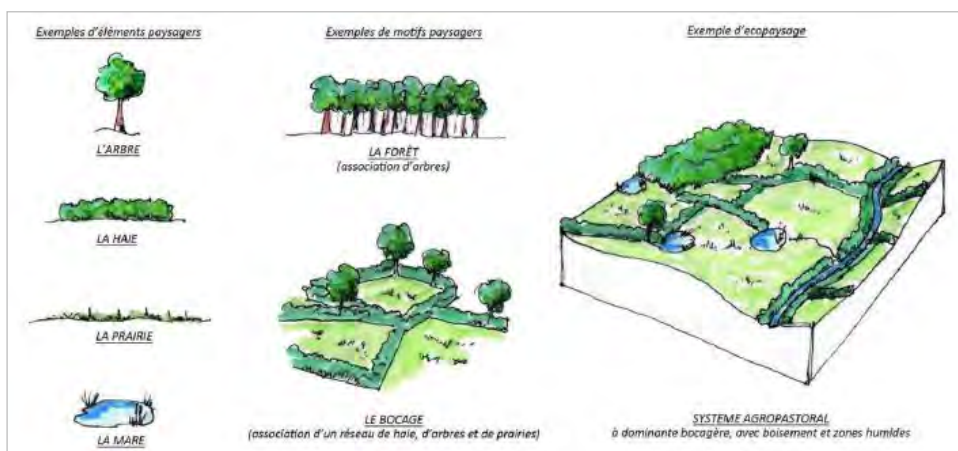 Exemples d'éléments paysagers
L'ARBRE
LA HAIE
LA PRAIRIE
LA MARE
Exemples de motifs paysagers
LA FORÊT
(association d'arbres)
LE BOCAGE
(association d'un réseau de haie, d'arbres et de prairies)
Exemple d'ecopaysage
SYSTEME AGROPASTORAL
à dominante bocagère, avec boisement et zones humides